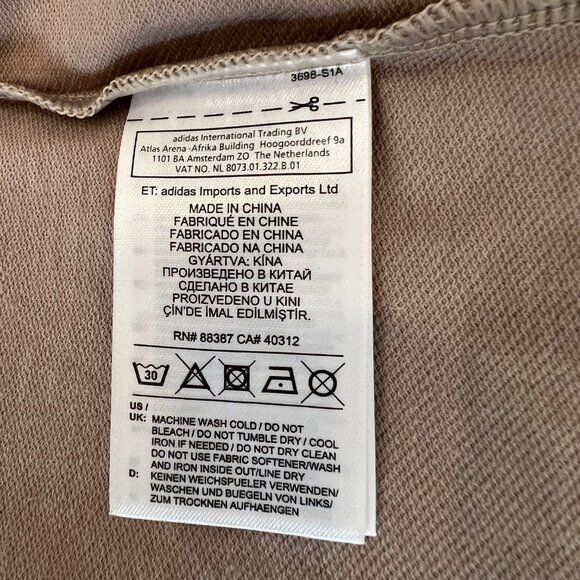 3698-S1A
adidas International Trading BV
Atlas Arena -Afrika Building Hoogoorddreef 9a
1101 BA Amsterdam ZO The Netherlands
VAT NO. NL 8073.01.322.B.01
ET: adidas Imports and Exports Ltd
MADE IN CHINA
FABRIQUÉ EN CHINE
FABRICADO EN CHINA
FABRICADO NA CHINA
GYÁRTVA: KÍNA
ПРОИЗВЕДЕНО В КИТАЙ
СДЕЛАНО В КИТАЕ
PROIZVEDENO U KINI
ÇİN'DE İMAL EDİLMİŞTİR.
RN# 88387 CA# 40312
30
US /
UK: MACHINE WASH COLD / DO NOT
BLEACH / DO NOT TUMBLE DRY / COOL
IRON IF NEEDED / DO NOT DRY CLEAN
DO NOT USE FABRIC SOFTENER/WASH
AND IRON INSIDE OUT/LINE DRY
D: KEINEN WEICHSPUELER VERWENDEN/
WASCHEN UND BUEGELN VON LINKS/
ZUM TROCKNEN AUFHAENGEN